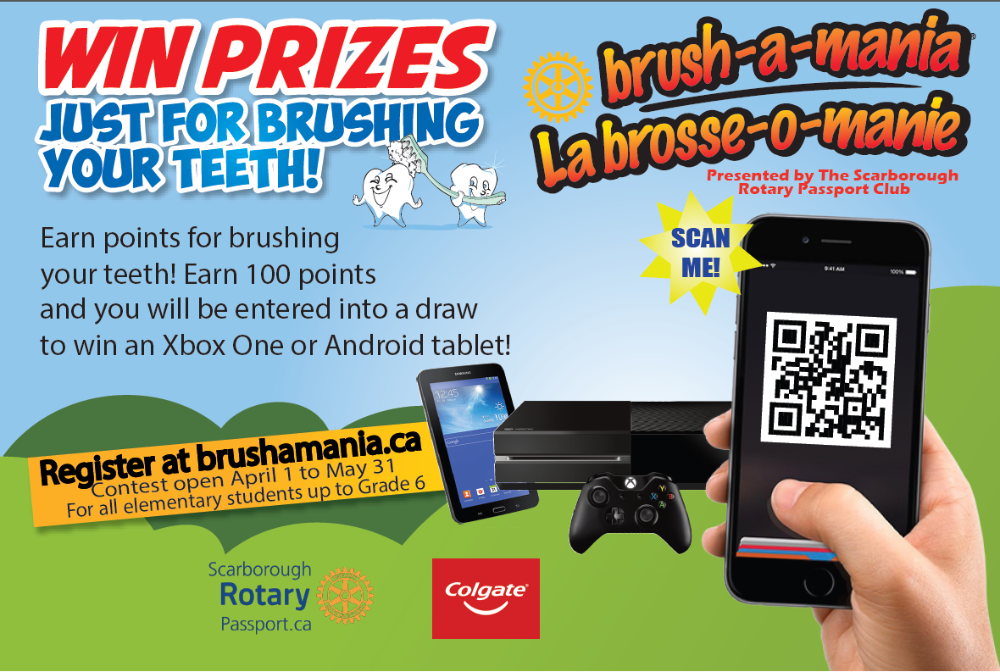 WIN PRIZES
JUST FOR BRUSHING
YOUR TEETH!
brush-a-mania®
La brosse-o-manie
Presented by The Scarborough
Rotary Passport Club
Earn points for brushing
your teeth! Earn 100 points
and you will be entered into a draw
to win an Xbox One or Android tablet!
SCAN
ME!
9:41 AM
100%
SAMSUNG
12:45
Google
Register at brushamania.ca
Contest open April 1 to May 31
For all elementary students up to Grade 6
Y
X
B
A
Scarborough
Rotary
Passport.ca
Colgate®